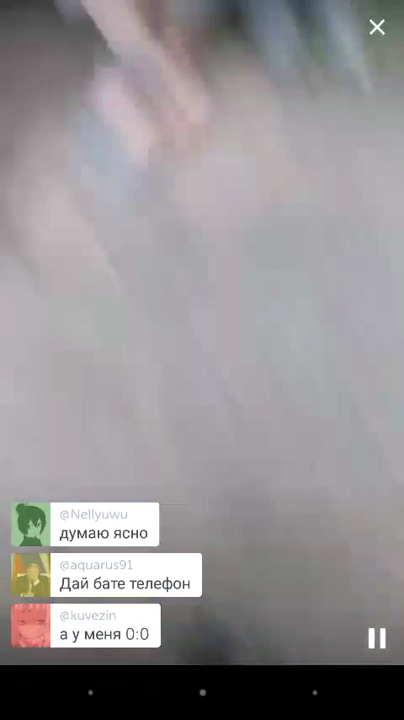 @Nellyuwu
думаю ясно
@aquarus91
Дай бате телефон
@kuvezin
а у меня 0:0